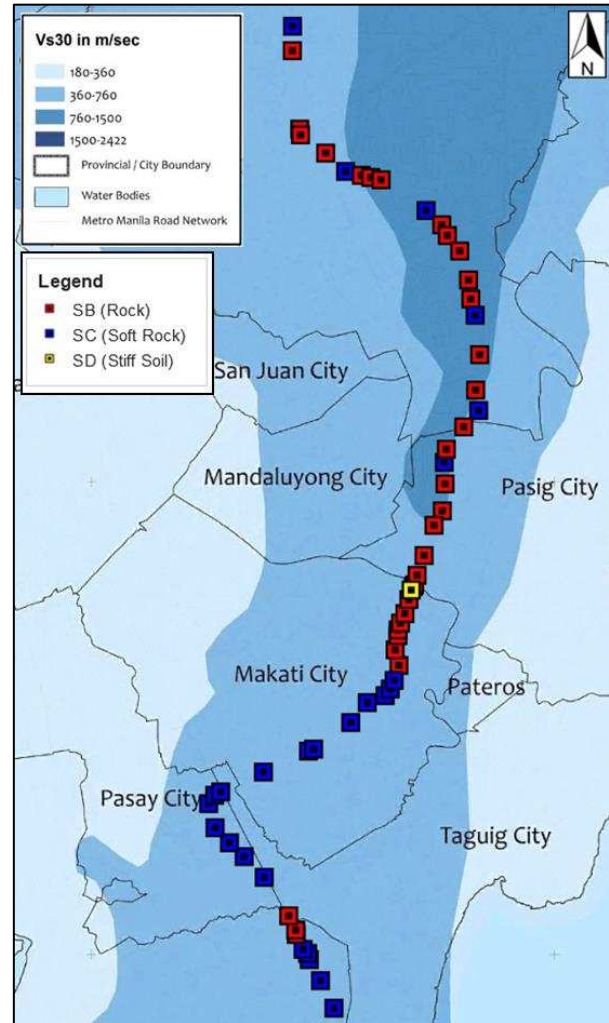 Vs30 in m/sec
180-360
360-760
760-1500
1500-2422
Provincial / City Boundary
Water Bodies
Metro Manila Road Network
N
Legend
SB (Rock)
SC (Soft Rock)
SD (Stiff Soil)
San Juan City
Mandaluyong City
Pasig City
Makati City
Pateros
Pasay City
Taguig City